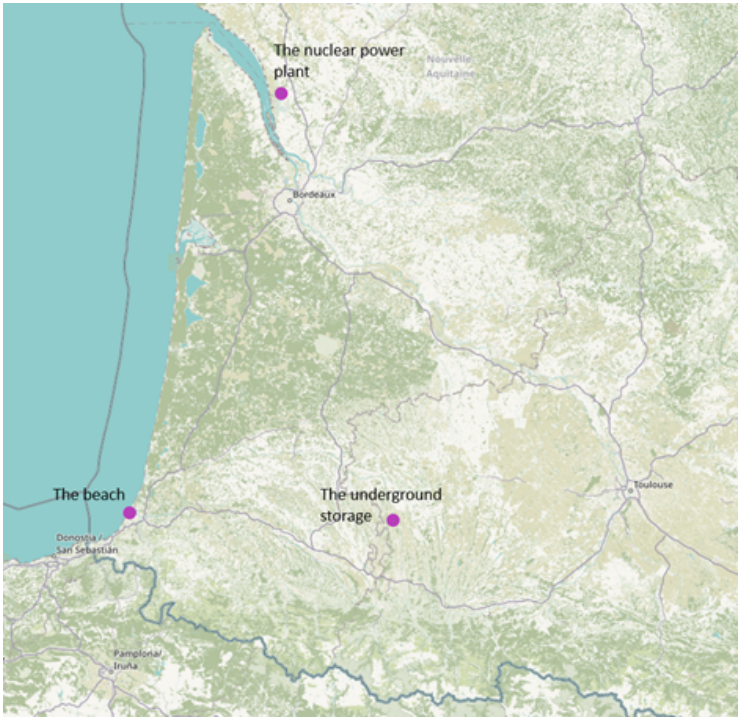 The nuclear power
plant
Nouvelle
Aquitaine
Bordeaux
The beach
The underground
storage
Toulouse
Donostia /
San Sebastián
Pamplona/
Iruña